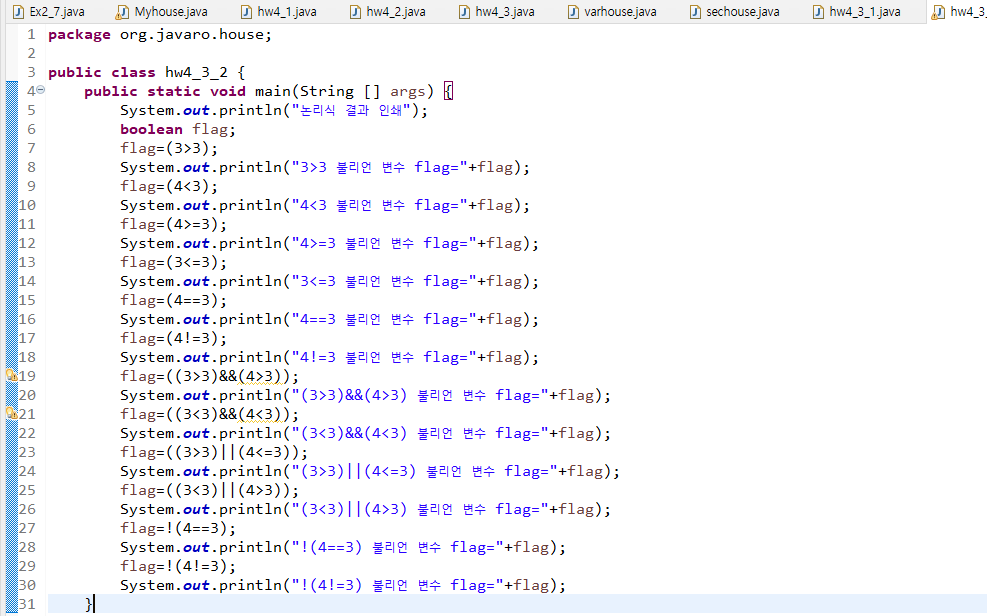 Ex2_7.java Myhouse.java hw4_1.java hw4_2.java hw4_3.java varhouse.java sechouse.java hw4_3_1.java hw4_3_
1 package org.javaro.house;
2
3 public class hw4_3_2 {
4 public static void main(String [] args) {
5 System.out.println("논리식 결과 인쇄");
6 boolean flag;
7 flag=(3>3);
8 System.out.println("3>3 불리언 변수 flag="+flag);
9 flag=(4<3);
10 System.out.println("4<3 불리언 변수 flag="+flag);
11 flag=(4>=3);
12 System.out.println("4>=3 불리언 변수 flag="+flag);
13 flag=(3<=3);
14 System.out.println("3<=3 불리언 변수 flag="+flag);
15 flag=(4==3);
16 System.out.println("4==3 불리언 변수 flag="+flag);
17 flag=(4!=3);
18 System.out.println("4!=3 불리언 변수 flag="+flag);
19 flag=((3>3)&&(4>3));
20 System.out.println("(3>3)&&(4>3) 불리언 변수 flag="+flag);
21 flag=((3<3)&&(4<3));
22 System.out.println("(3<3)&&(4<3) 불리언 변수 flag="+flag);
23 flag=((3>3)||(4<=3));
24 System.out.println("(3>3)||(4<=3) 불리언 변수 flag="+flag);
25 flag=((3<3)||(4>3));
26 System.out.println("(3<3)||(4>3) 불리언 변수 flag="+flag);
27 flag=!(4==3);
28 System.out.println("!(4==3) 불리언 변수 flag="+flag);
29 flag=!(4!=3);
30 System.out.println("!(4!=3) 불리언 변수 flag="+flag);
31 }